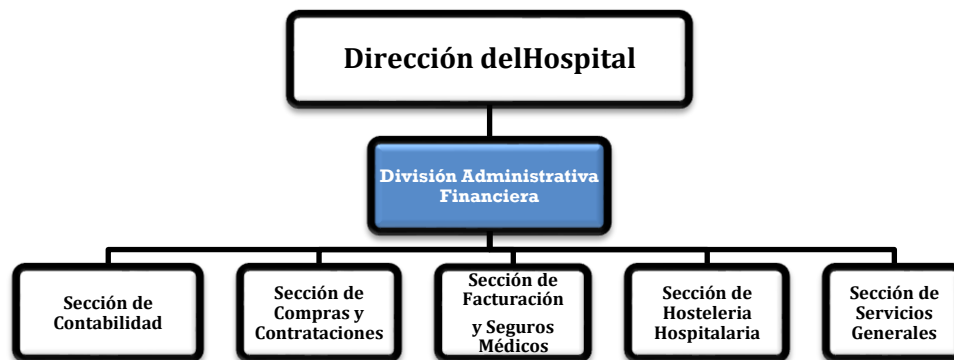 Dirección delHospital
División Administrativa
Financiera
Sección de
Contabilidad
Sección de
Compras y
Contrataciones
Sección de
Facturación
y Seguros
Médicos
Sección de
Hosteleria
Hospitalaria
Sección de
Servicios
Generales